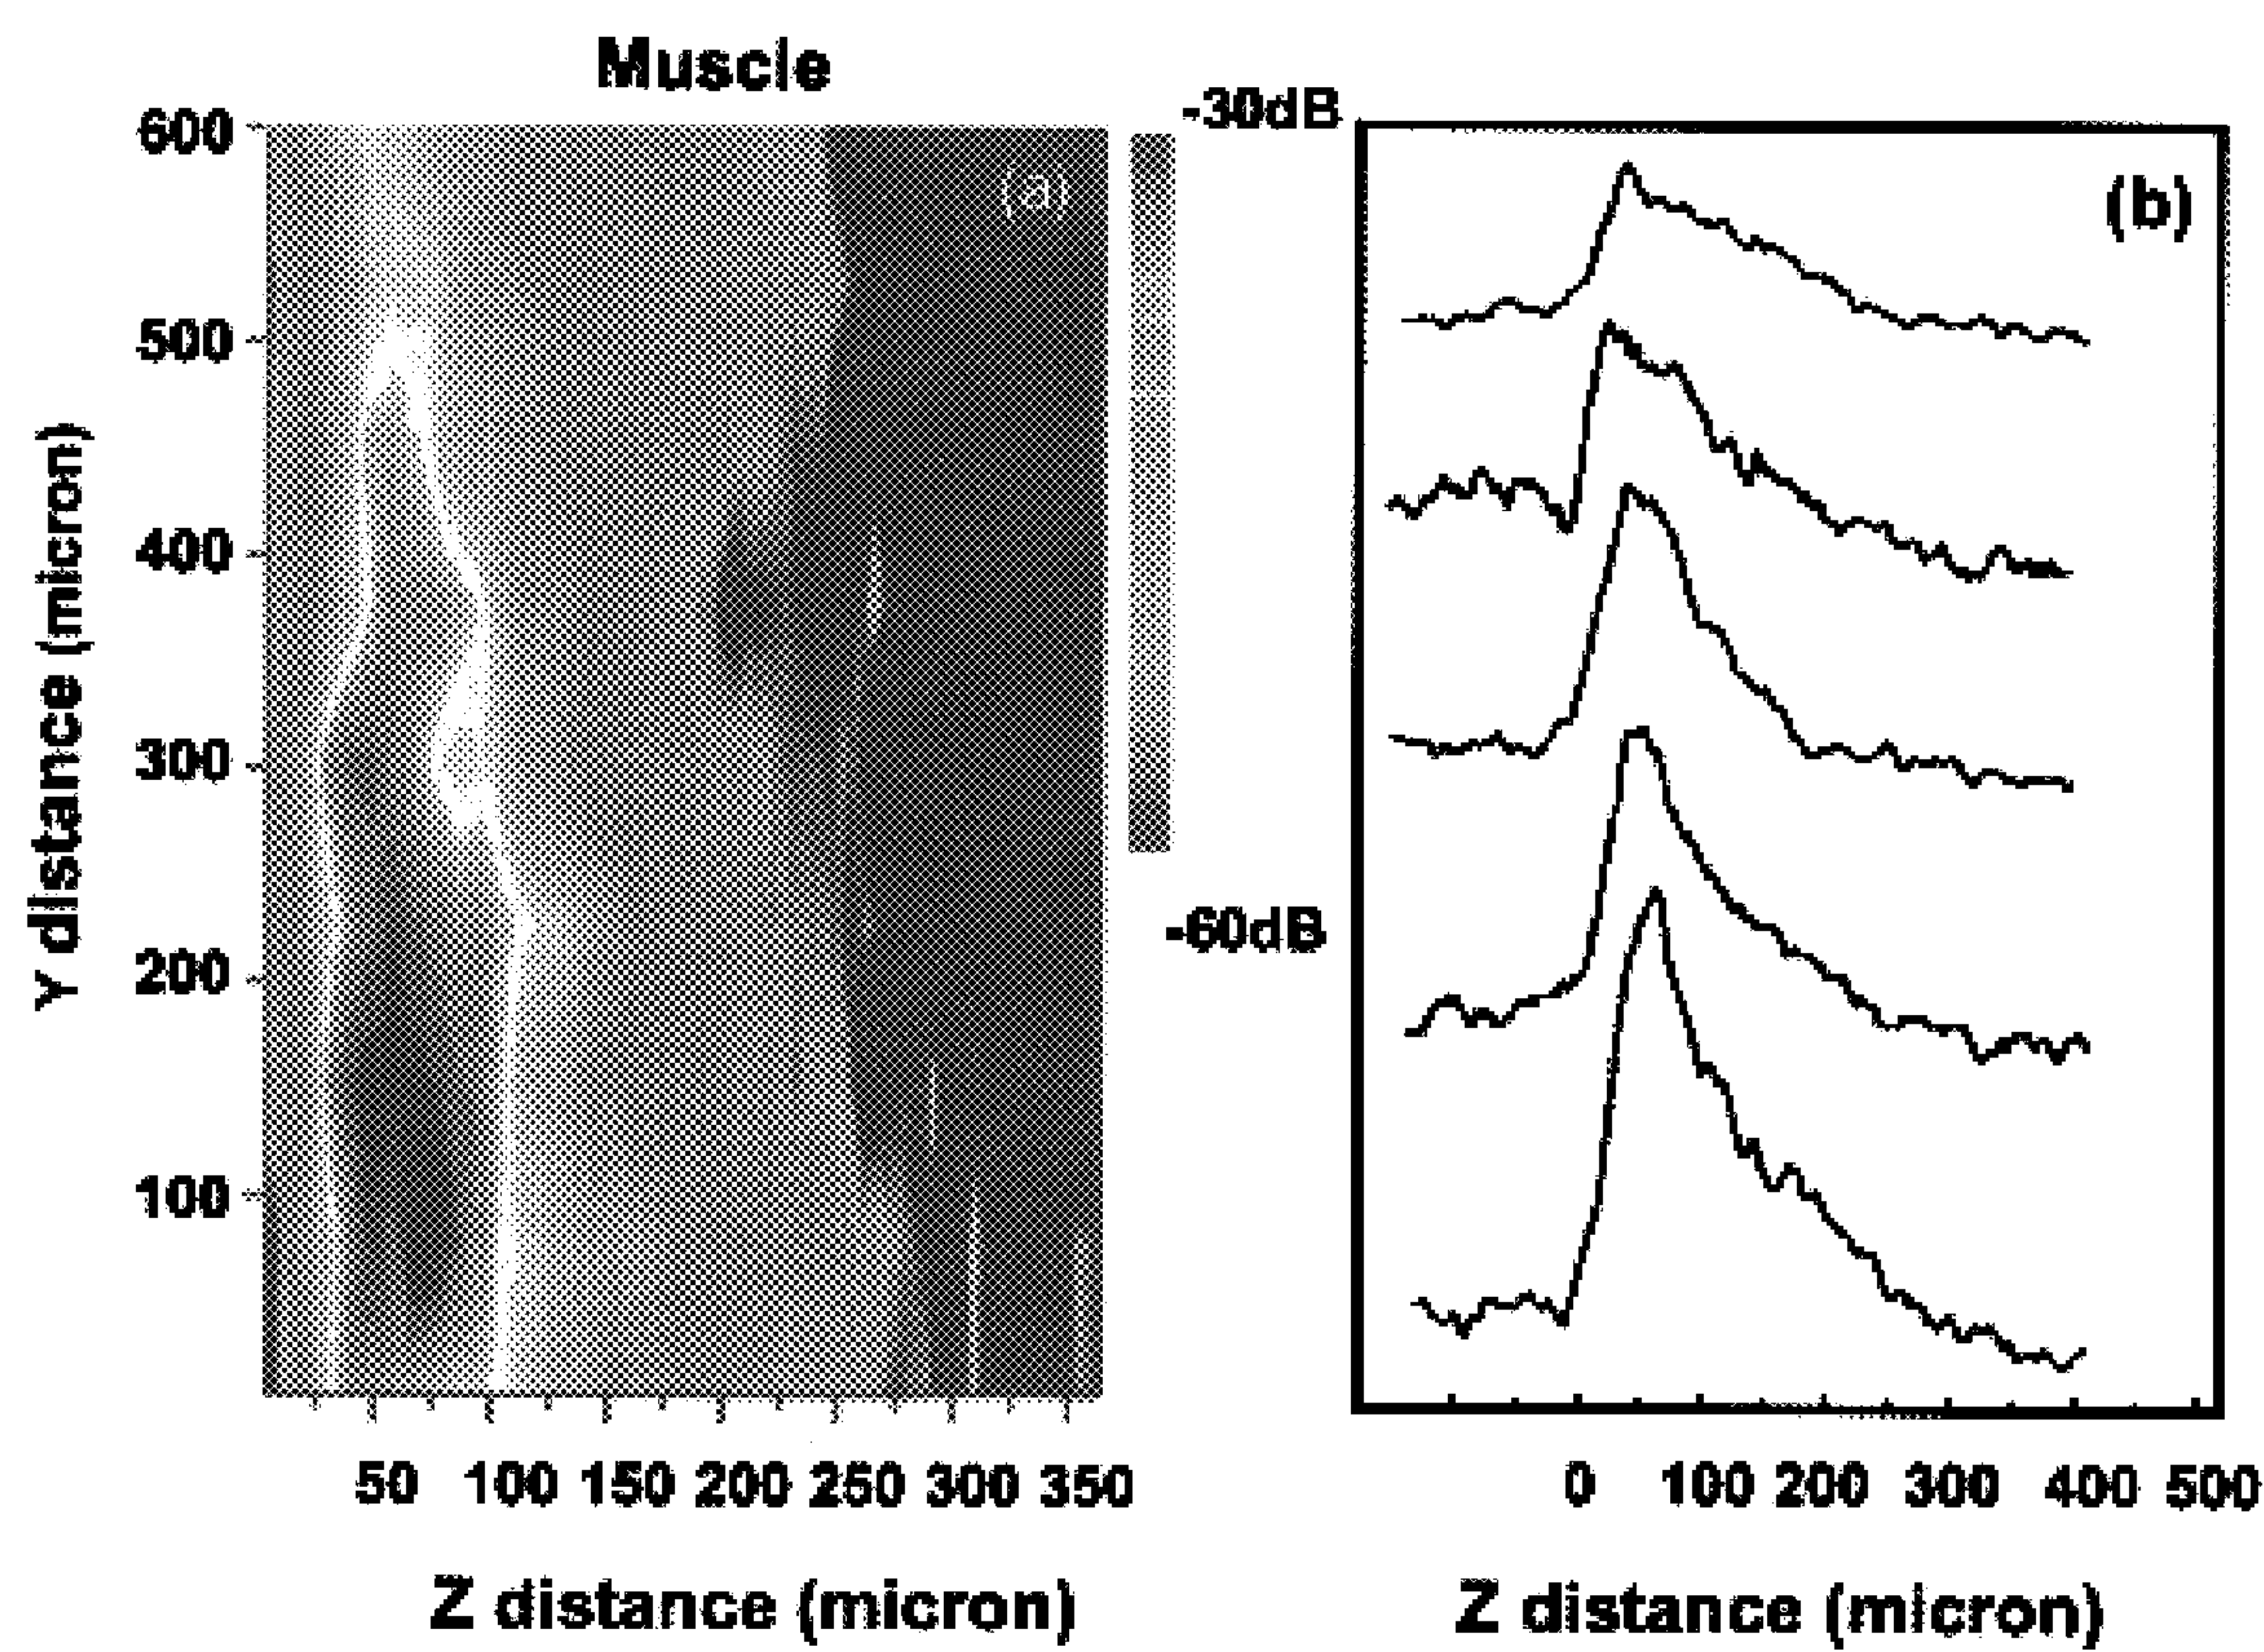 Muscle
-30dB
600
(a)
(b)
500
400
Y distance (micron)
300
-60dB
200
100
50 100 150 200 250 300 350
0 100 200 300 400 500
Z distance (micron)
Z distance (micron)